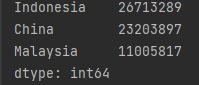 Indonesia    26713289
China        23203897
Malaysia     11005817
dtype: int64